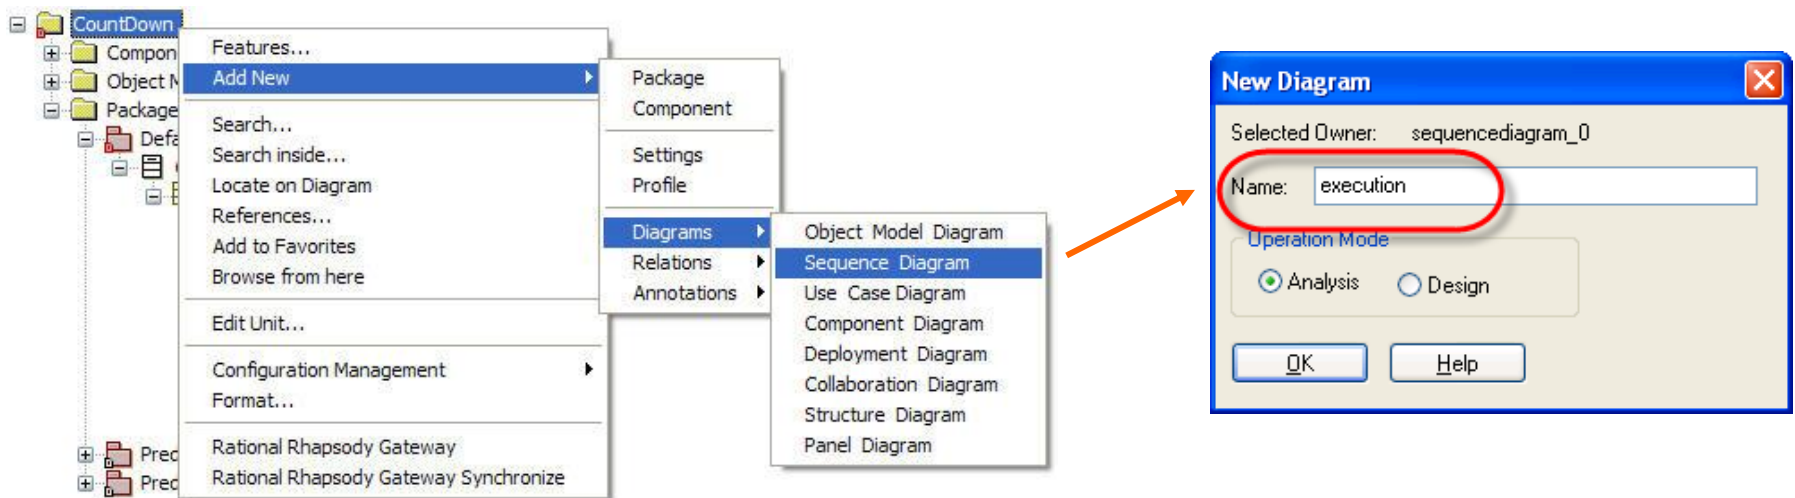 CountDown
Compon
Object M
Package
Defa
Pred
Pred
Features...
Add New
Search...
Search inside...
Locate on Diagram
References...
Add to Favorites
Browse from here
Edit Unit...
Configuration Management
Format...
Rational Rhapsody Gateway
Rational Rhapsody Gateway Synchronize
Package
Component
Settings
Profile
Diagrams
Relations
Annotations
Object Model Diagram
Sequence Diagram
Use Case Diagram
Component Diagram
Deployment Diagram
Collaboration Diagram
Structure Diagram
Panel Diagram
New Diagram
Selected Owner: sequencediagram_0
Name: execution
Operation Mode
Analysis Design
OK Help